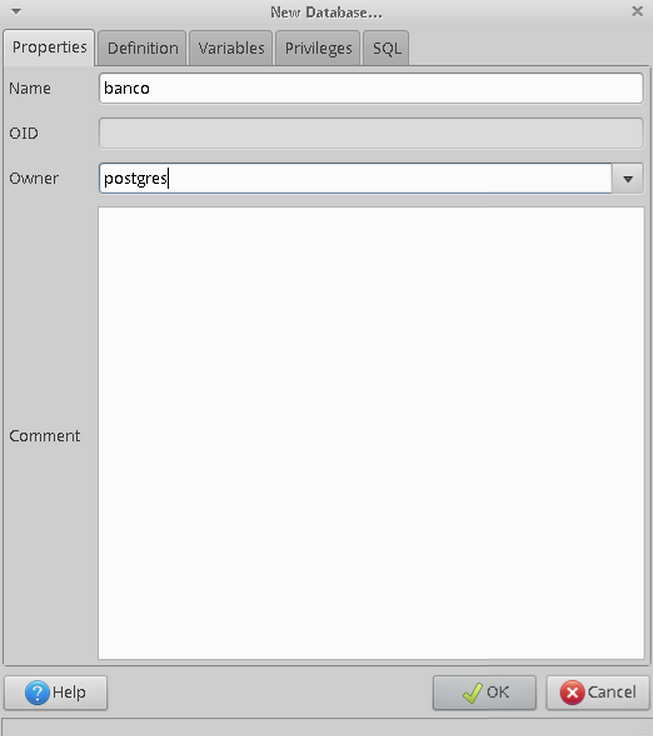 New Database...
Properties Definition Variables Privileges SQL
Name banco
OID
Owner postgres
Comment
Help OK Cancel